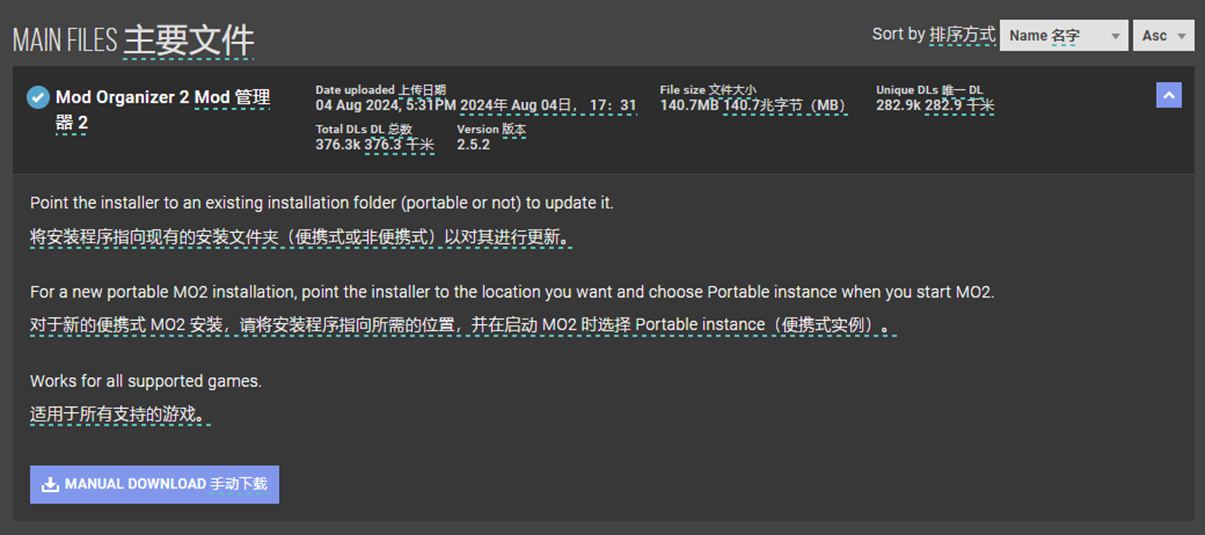 MAIN FILES 主要文件
Sort by 排序方式 Name 名字 Asc
Mod Organizer 2 Mod 管理
器 2
Date uploaded 上传日期
04 Aug 2024, 5:31PM 2024年 Aug 04日， 17：31
File size 文件大小
140.7MB 140.7兆字节（MB）
Unique DLs 唯一 DL
282.9k 282.9 千米
Total DLs DL 总数
376.3k 376.3 千米
Version 版本
2.5.2
Point the installer to an existing installation folder (portable or not) to update it.
将安装程序指向现有的安装文件夹（便携式或非便携式）以对其进行更新。
For a new portable MO2 installation, point the installer to the location you want and choose Portable instance when you start MO2.
对于新的便携式 MO2 安装，请将安装程序指向所需的位置，并在启动 MO2 时选择 Portable instance（便携式实例）。
Works for all supported games.
适用于所有支持的游戏。
MANUAL DOWNLOAD 手动下载